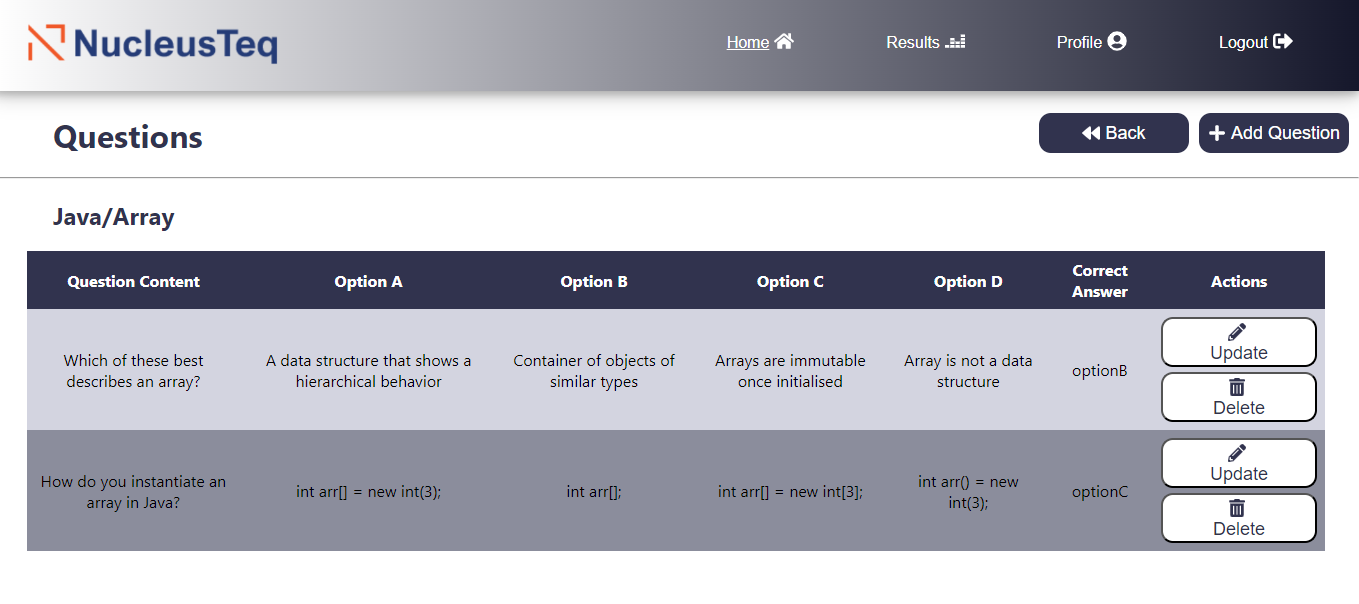 NucleusTeq
Home
Results
Profile
Logout
Questions
Back
Add Question
Java/Array
Question Content
Option A
Option B
Option C
Option D
Correct
Answer
Actions
Which of these best
describes an array?
A data structure that shows a
hierarchical behavior
Container of objects of
similar types
Arrays are immutable
once initialised
Array is not a data
structure
optionB
Update
Delete
How do you instantiate an
array in Java?
int arr[] = new int(3);
int arr[];
int arr[] = new int[3];
int arr() = new
int(3);
optionC
Update
Delete